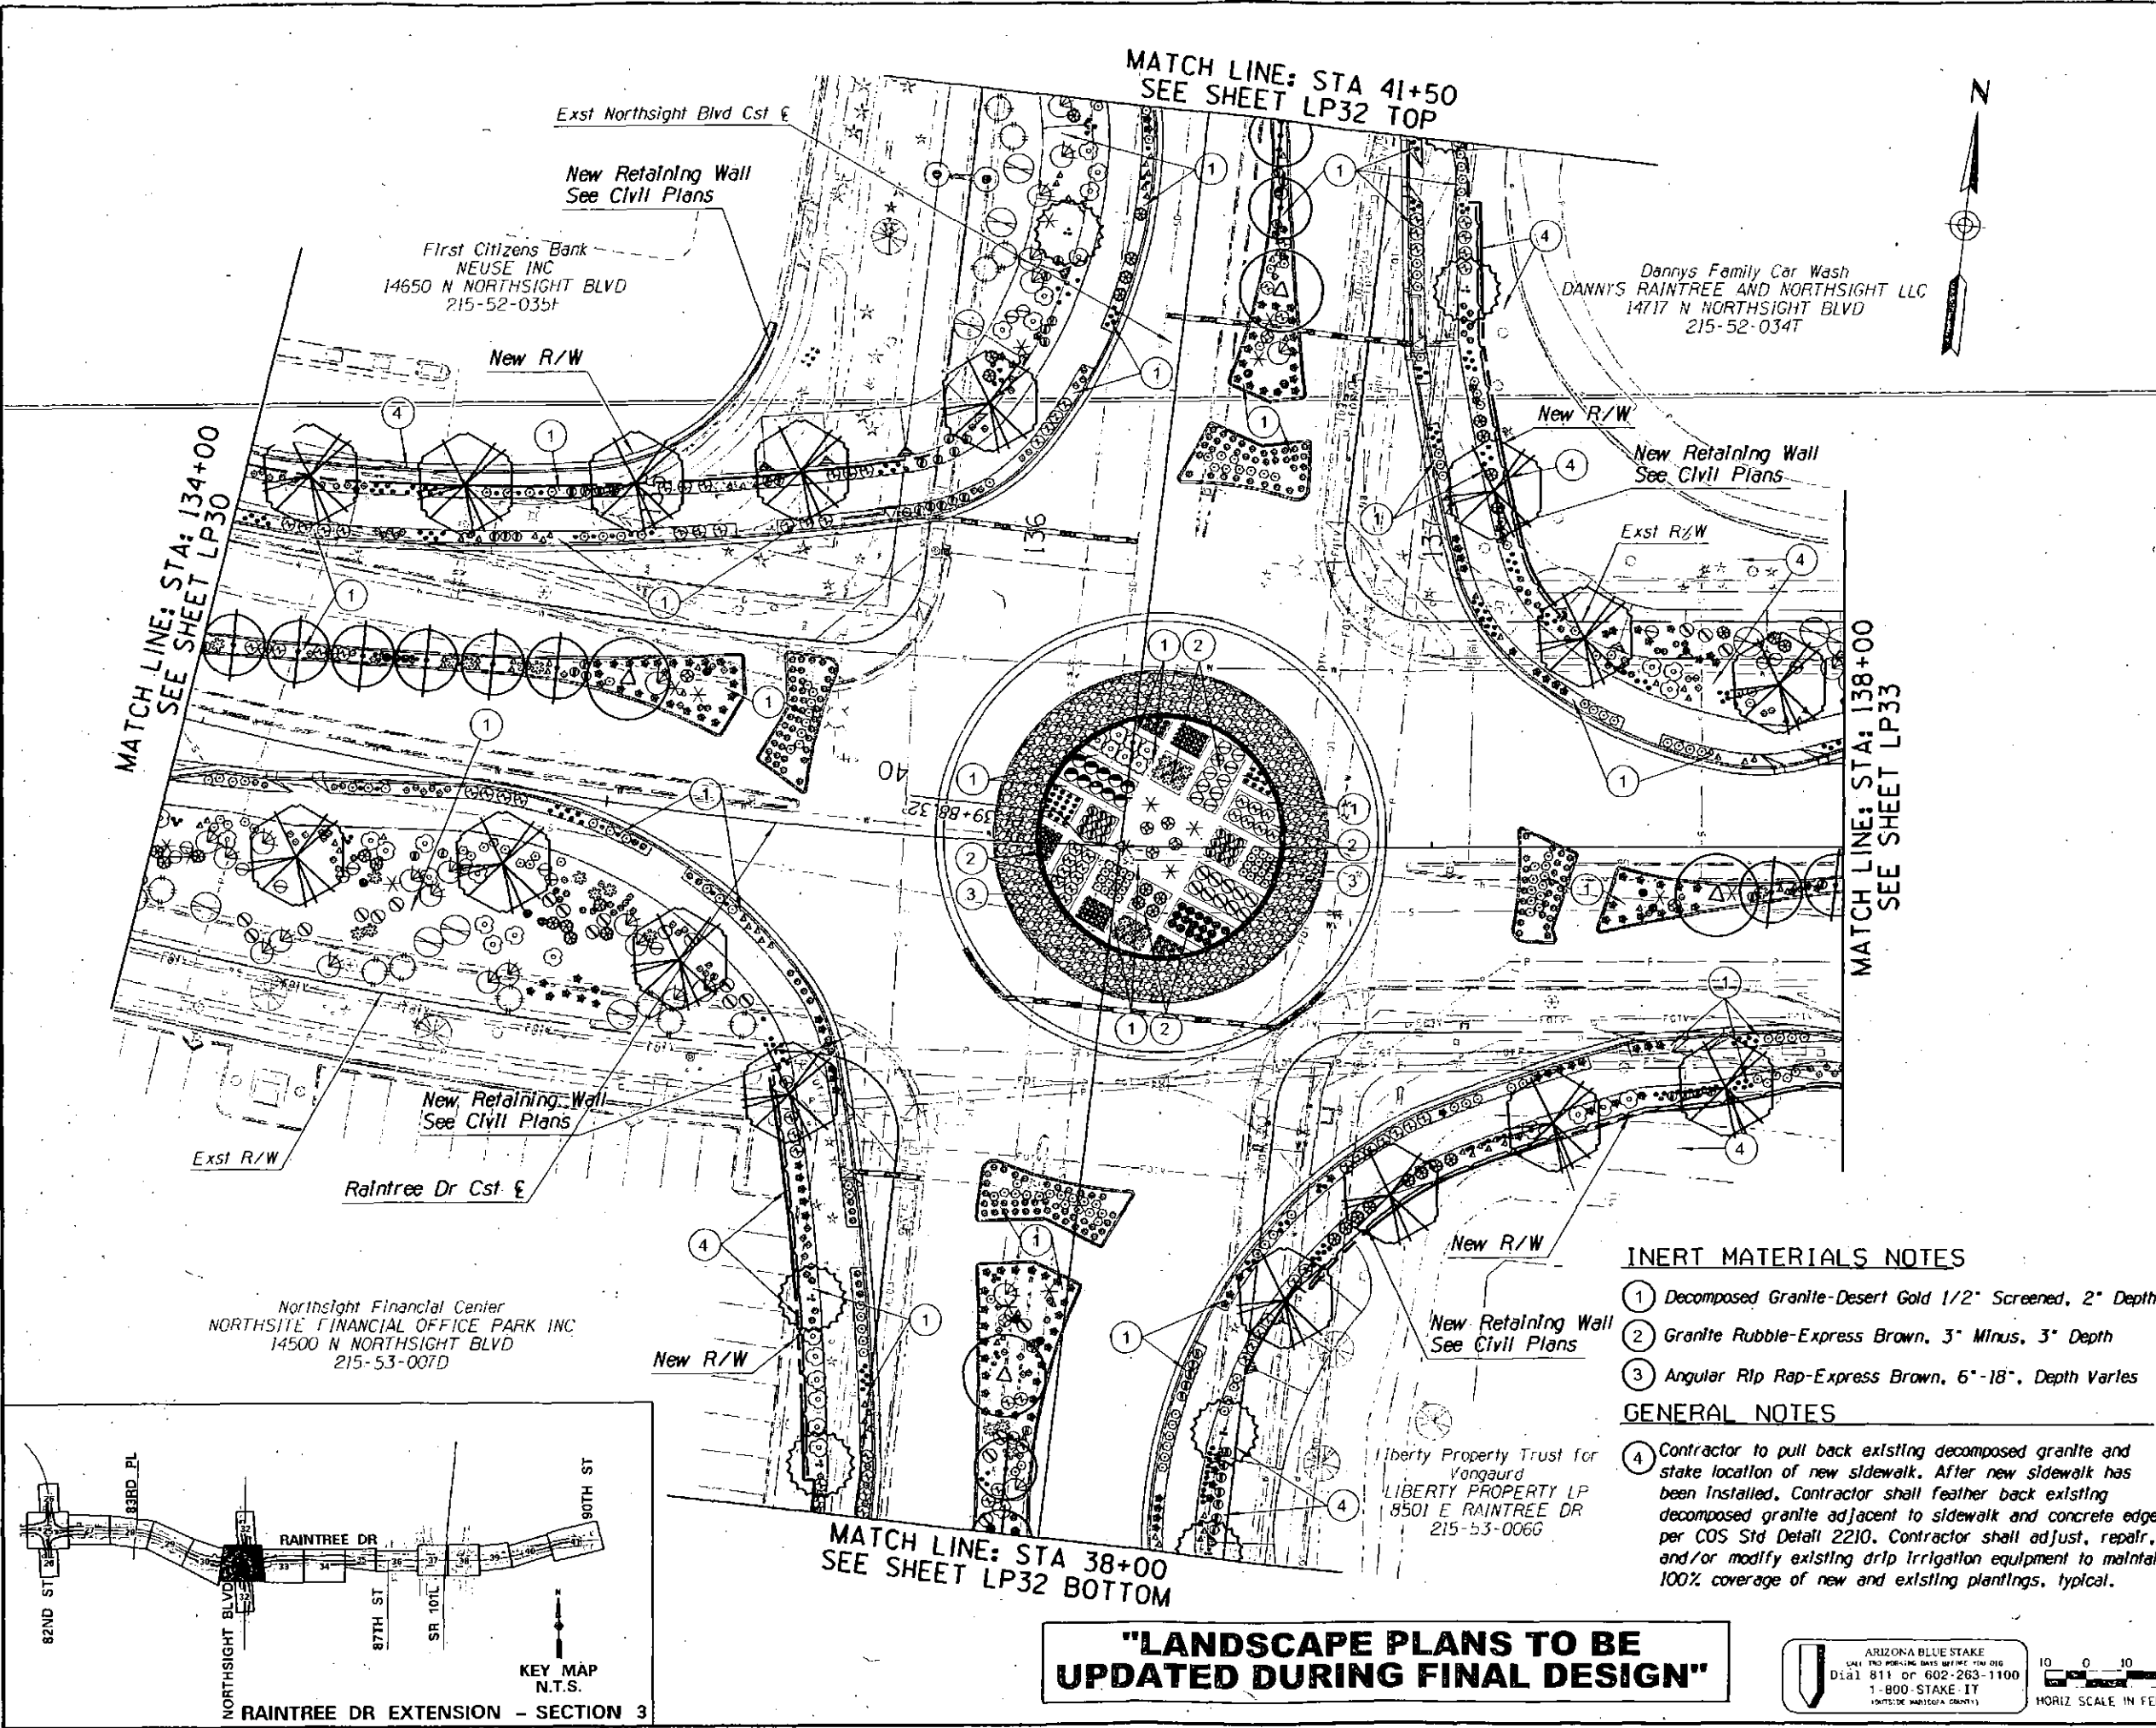 MATCH LINE: STA 41+50
SEE SHEET LP32 TOP
N
Exst Northsight Blvd Cst ℄
New Retaining Wall
See Civil Plans
First Citizens Bank
NEUSE INC
14650 N NORTHSIGHT BLVD
Dannys Family Car Wash
DANNYS RAINTREE AND NORTHSIGHT LLC
14717 N NORTHSIGHT BLVD
215-52-034T
New R/W
New R/W
New Retaining Wall
See Civil Plans
Exst R/W
MATCH LINE: STA: 134+00
SEE SHEET LP30
136
137
40
39+88.32
MATCH LINE: STA: 138+00
SEE SHEET LP33
New Retaining Wall
See Civil Plans
Exst R/W
Raintree Dr Cst ℄
Northsight Financial Center
NORTHSITE FINANCIAL OFFICE PARK INC
14500 N NORTHSIGHT BLVD
215-53-007D
New R/W
New R/W
New Retaining Wall
See Civil Plans
Liberty Property Trust for
Vangaurd
LIBERTY PROPERTY LP
8501 E RAINTREE DR
215-53-006G
MATCH LINE: STA 38+00
SEE SHEET LP32 BOTTOM
INERT MATERIALS NOTES
1 Decomposed Granite-Desert Gold 1/2" Screened, 2" Depth
2 Granite Rubble-Express Brown, 3" Minus, 3" Depth
3 Angular Rip Rap-Express Brown, 6"-18", Depth Varies
GENERAL NOTES
4 Contractor to pull back existing decomposed granite and
stake location of new sidewalk. After new sidewalk has
been installed, Contractor shall feather back existing
decomposed granite adjacent to sidewalk and concrete edge
per COS Std Detail 2210. Contractor shall adjust, repair,
and/or modify existing drip irrigation equipment to maintai
100% coverage of new and existing plantings, typical.
82ND ST
83RD PL
NORTHSIGHT BLVD
RAINTREE DR
87TH ST
SR 101L
90TH ST
KEY MAP
N.T.S.
RAINTREE DR EXTENSION - SECTION 3
"LANDSCAPE PLANS TO BE
UPDATED DURING FINAL DESIGN"
ARIZONA BLUE STAKE
Dial 811 or 602-263-1100
1-800-STAKE-IT
10 0 10
HORIZ SCALE IN FE